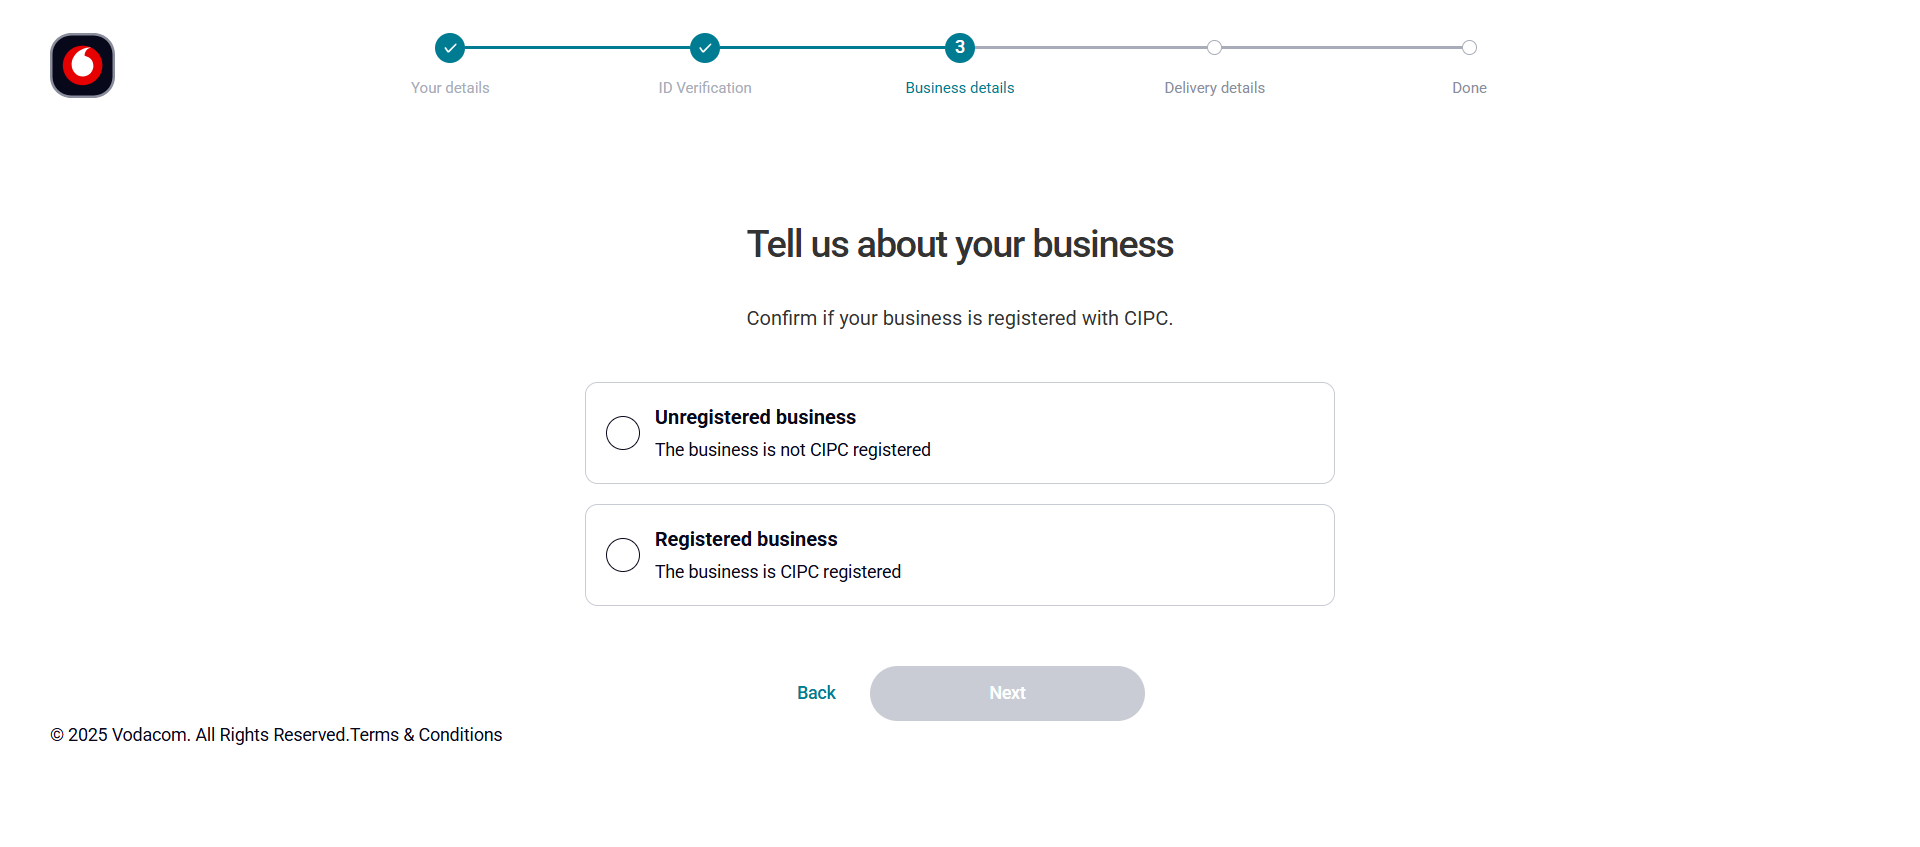 3
Your details
ID Verification
Business details
Delivery details
Done
Tell us about your business
Confirm if your business is registered with CIPC.
Unregistered business
The business is not CIPC registered
Registered business
The business is CIPC registered
Back
Next
© 2025 Vodacom. All Rights Reserved.Terms & Conditions